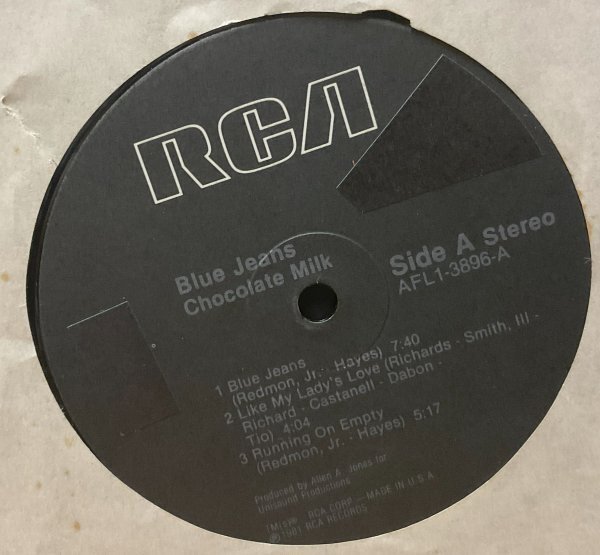 RCA
Blue Jeans
Chocolate Milk
Side A Stereo
AFL1-3896-A
1 Blue Jeans
(Redmon, Jr. - Hayes) 7:40
2 Like My Lady's Love (Richards - Smith, III -
Richard - Castanell - Dabon -
Tio) 4:04
3 Running On Empty
(Redmon, Jr. - Hayes) 5:17
Produced by Allen A. Jones for
Unisound Productions
TM(s)® RCA CORP.—MADE IN U.S.A.
℗1981 RCA RECORDS